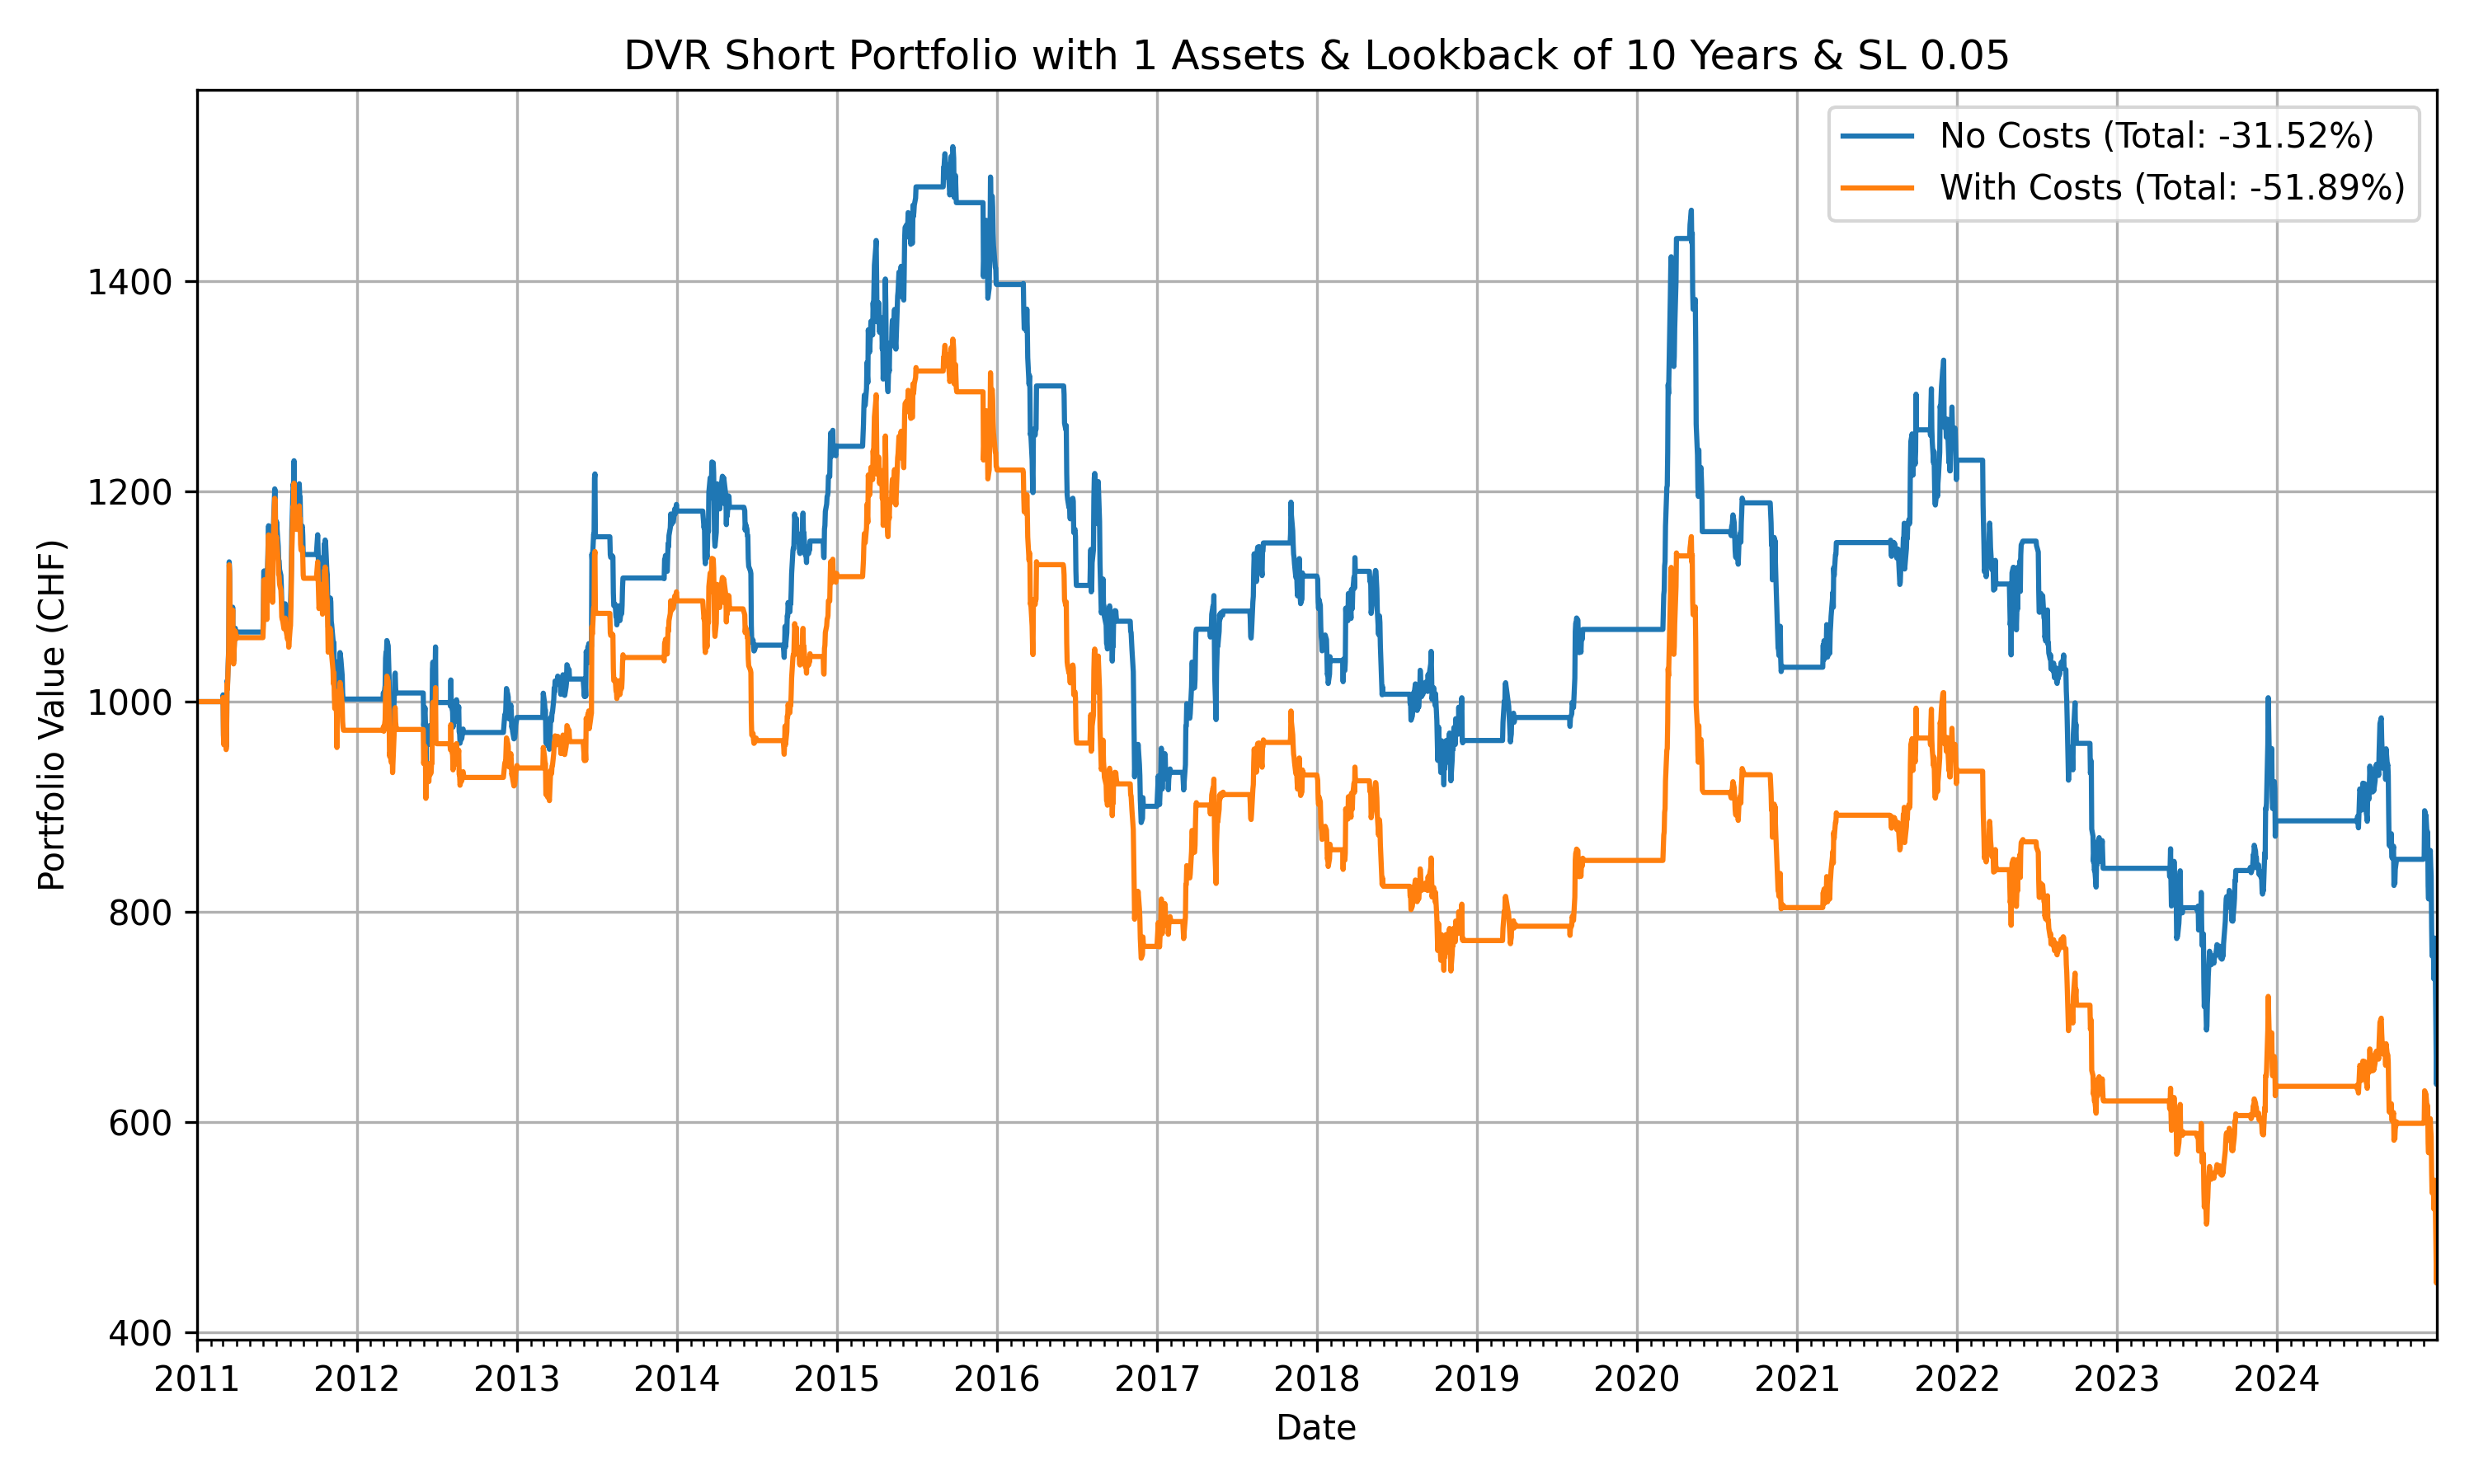 DVR Short Portfolio with 1 Assets & Lookback of 10 Years & SL 0.05
No Costs (Total: -31.52%)
With Costs (Total: -51.89%)
Portfolio Value (CHF)
1400
1200
1000
800
600
400
2011 2012 2013 2014 2015 2016 2017 2018 2019 2020 2021 2022 2023 2024
Date